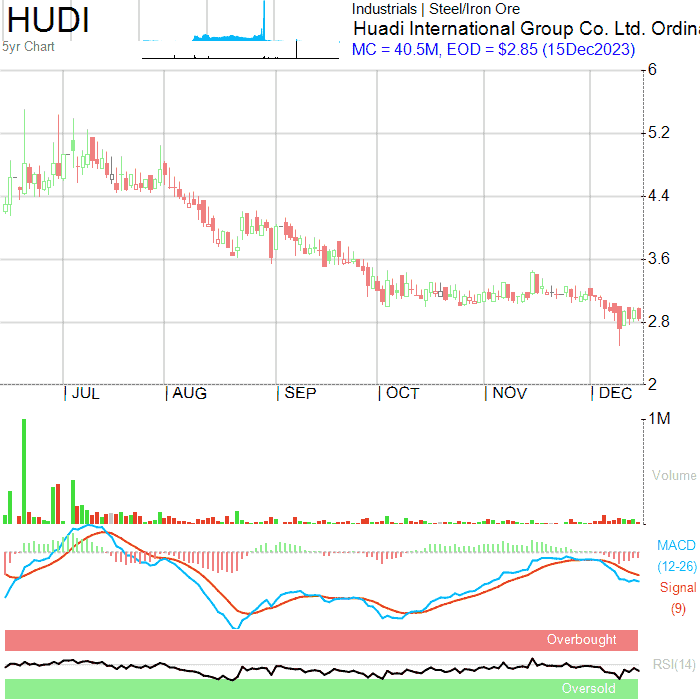 HUDI
5yr Chart
Industrials | Steel/Iron Ore
Huadi International Group Co. Ltd. Ordina
MC = 40.5M, EOD = $2.85 (15Dec2023)
6
5.2
4.4
3.6
2.8
2
JUL AUG SEP OCT NOV DEC
1M
Volume
MACD
(12-26)
Signal
(9)
Overbought
RSI(14)
Oversold